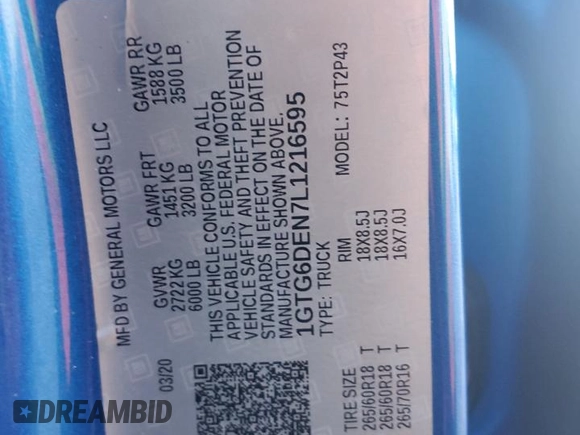 MFD BY GENERAL MOTORS LLC
03/20
GVWR
2722 KG
6000 LB
GAWR FRT
1451 KG
3200 LB
GAWR RR
1588 KG
3500 LB
THIS VEHICLE CONFORMS TO ALL
APPLICABLE U.S. FEDERAL MOTOR
VEHICLE SAFETY AND THEFT PREVENTION
STANDARDS IN EFFECT ON THE DATE OF
MANUFACTURE SHOWN ABOVE.
1GTG6DEN7L1216595
TYPE: TRUCK
MODEL: 75T2P43
TIRE SIZE
RIM
265/60R18 T
18X8.5J
265/60R18 T
18X8.5J
265/70R16 T
16X7.0J
DREAMBID